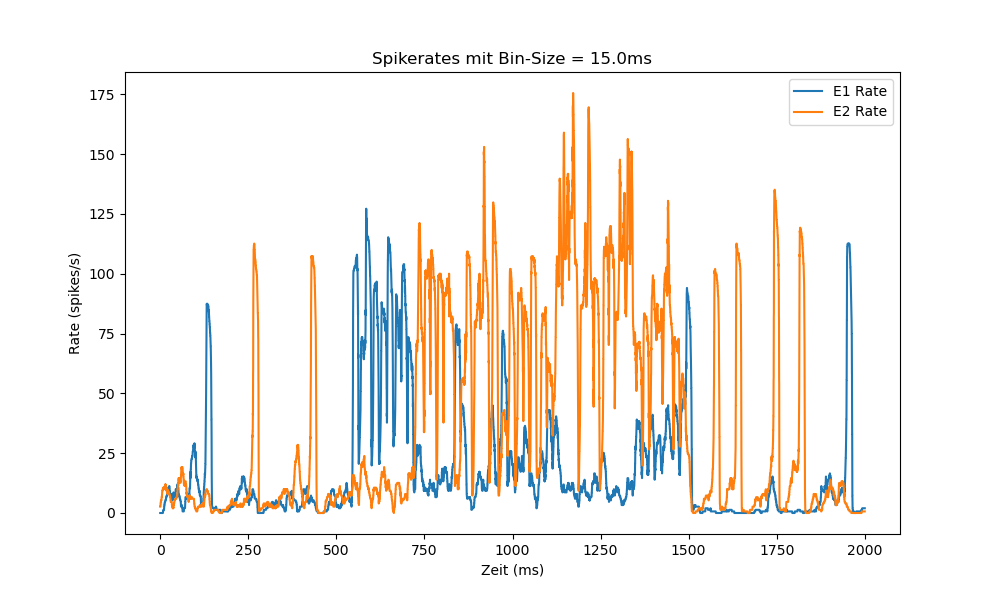 Spikerates mit Bin-Size = 15.0ms
E1 Rate
E2 Rate
175
150
125
100
75
50
25
0
Rate (spikes/s)
0 250 500 750 1000 1250 1500 1750 2000
Zeit (ms)